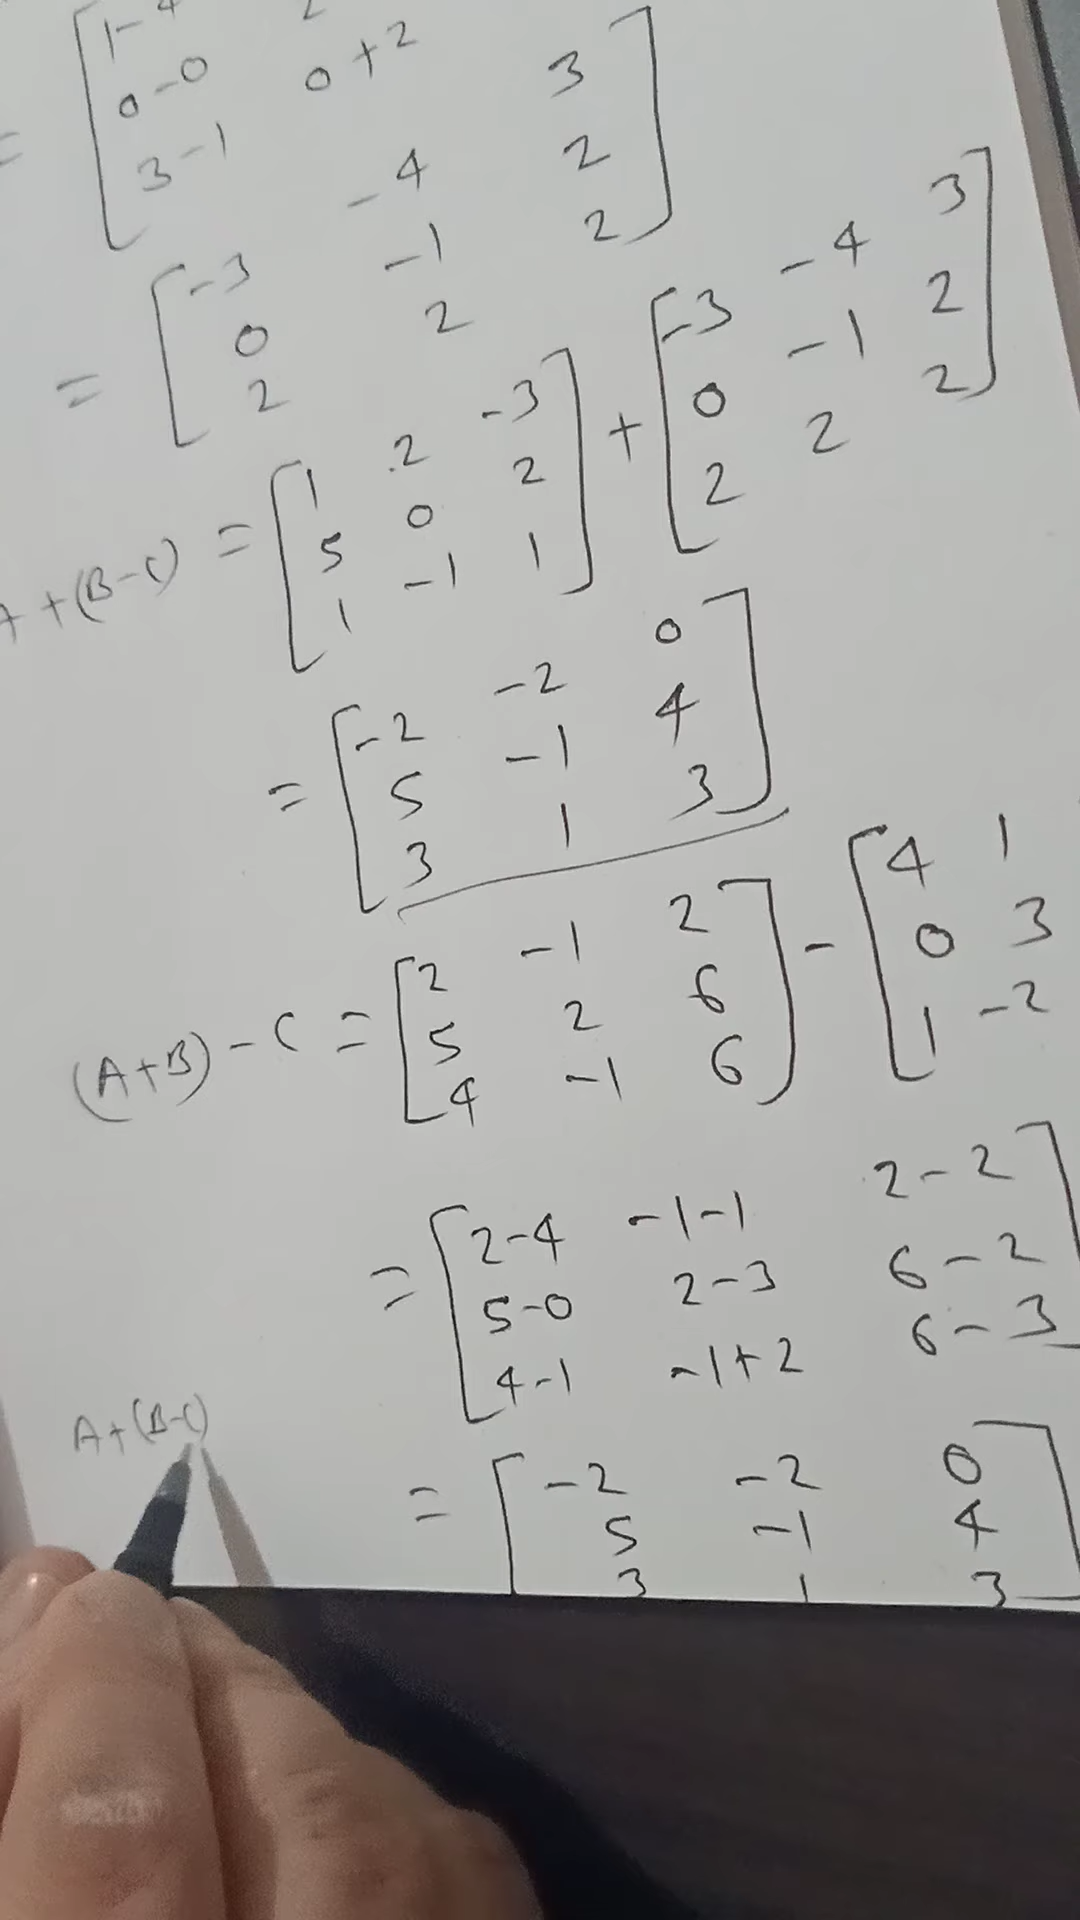 0-0 0+2
= 3-1
-3 -4 3
= 0 -1 2
2 2 2
A+(B-C) = [1 2 -3] + [-3 -4 3]
5 0 2 0 -1 2
1 -1 1 2 2 2
= [-2 -2 0]
5 -1 4
3 1 3
(A+B)-C = [2 -1 2] - [4 1
5 2 6 0 3
4 -1 6 1 -2
= [2-4 -1-1 2-2]
5-0 2-3 6-2
4-1 -1+2 6-3
A+(B-C)
= [-2 -2 0]
5 -1 4
3 1 3